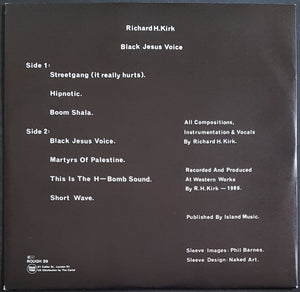 Richard H.Kirk
Black Jesus Voice
Side 1:
Streetgang (it really hurts).
Hipnotic.
Boom Shala.
All Compositions,
Instrumentation & Vocals
By Richard H. Kirk.
Side 2:
Black Jesus Voice.
Martyrs Of Palestine.
This Is The H—Bomb Sound.
Short Wave.
Recorded And Produced
At Western Works
By R.H. Kirk — 1986.
Published By Island Music.
Sleeve Images: Phil Barnes.
Sleeve Design: Naked Art.
ROUGH 99